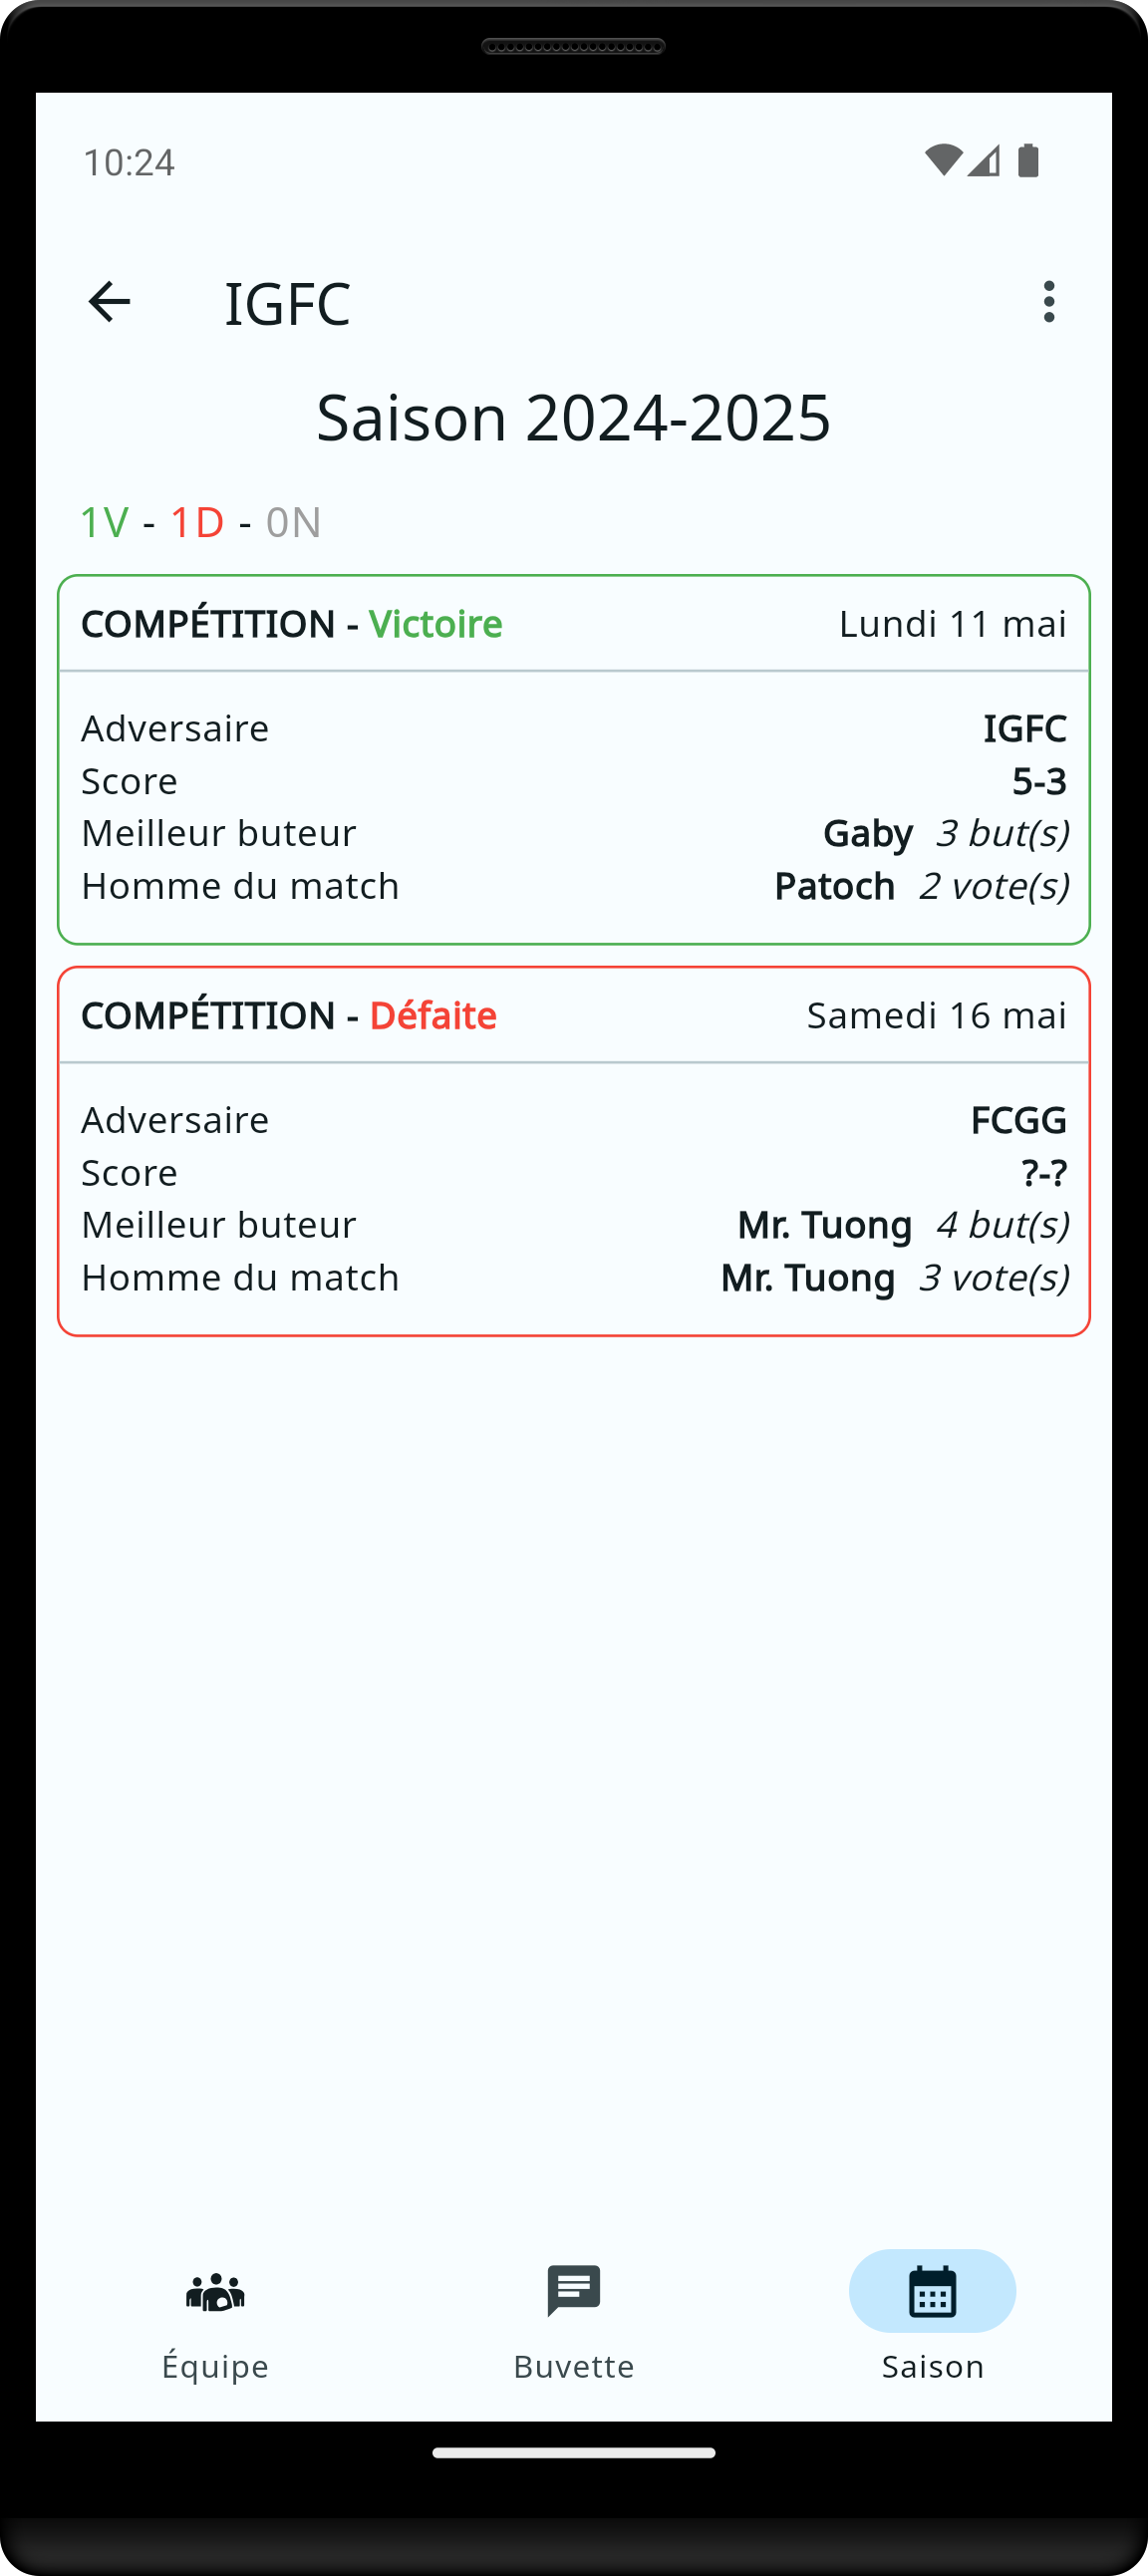 10:24
IGFC
Saison 2024-2025
1V - 1D - 0N
COMPÉTITION - Victoire Lundi 11 mai
Adversaire IGFC
Score 5-3
Meilleur buteur Gaby 3 but(s)
Homme du match Patoch 2 vote(s)
COMPÉTITION - Défaite Samedi 16 mai
Adversaire FCGG
Score ?-?
Meilleur buteur Mr. Tuong 4 but(s)
Homme du match Mr. Tuong 3 vote(s)
Équipe Buvette Saison